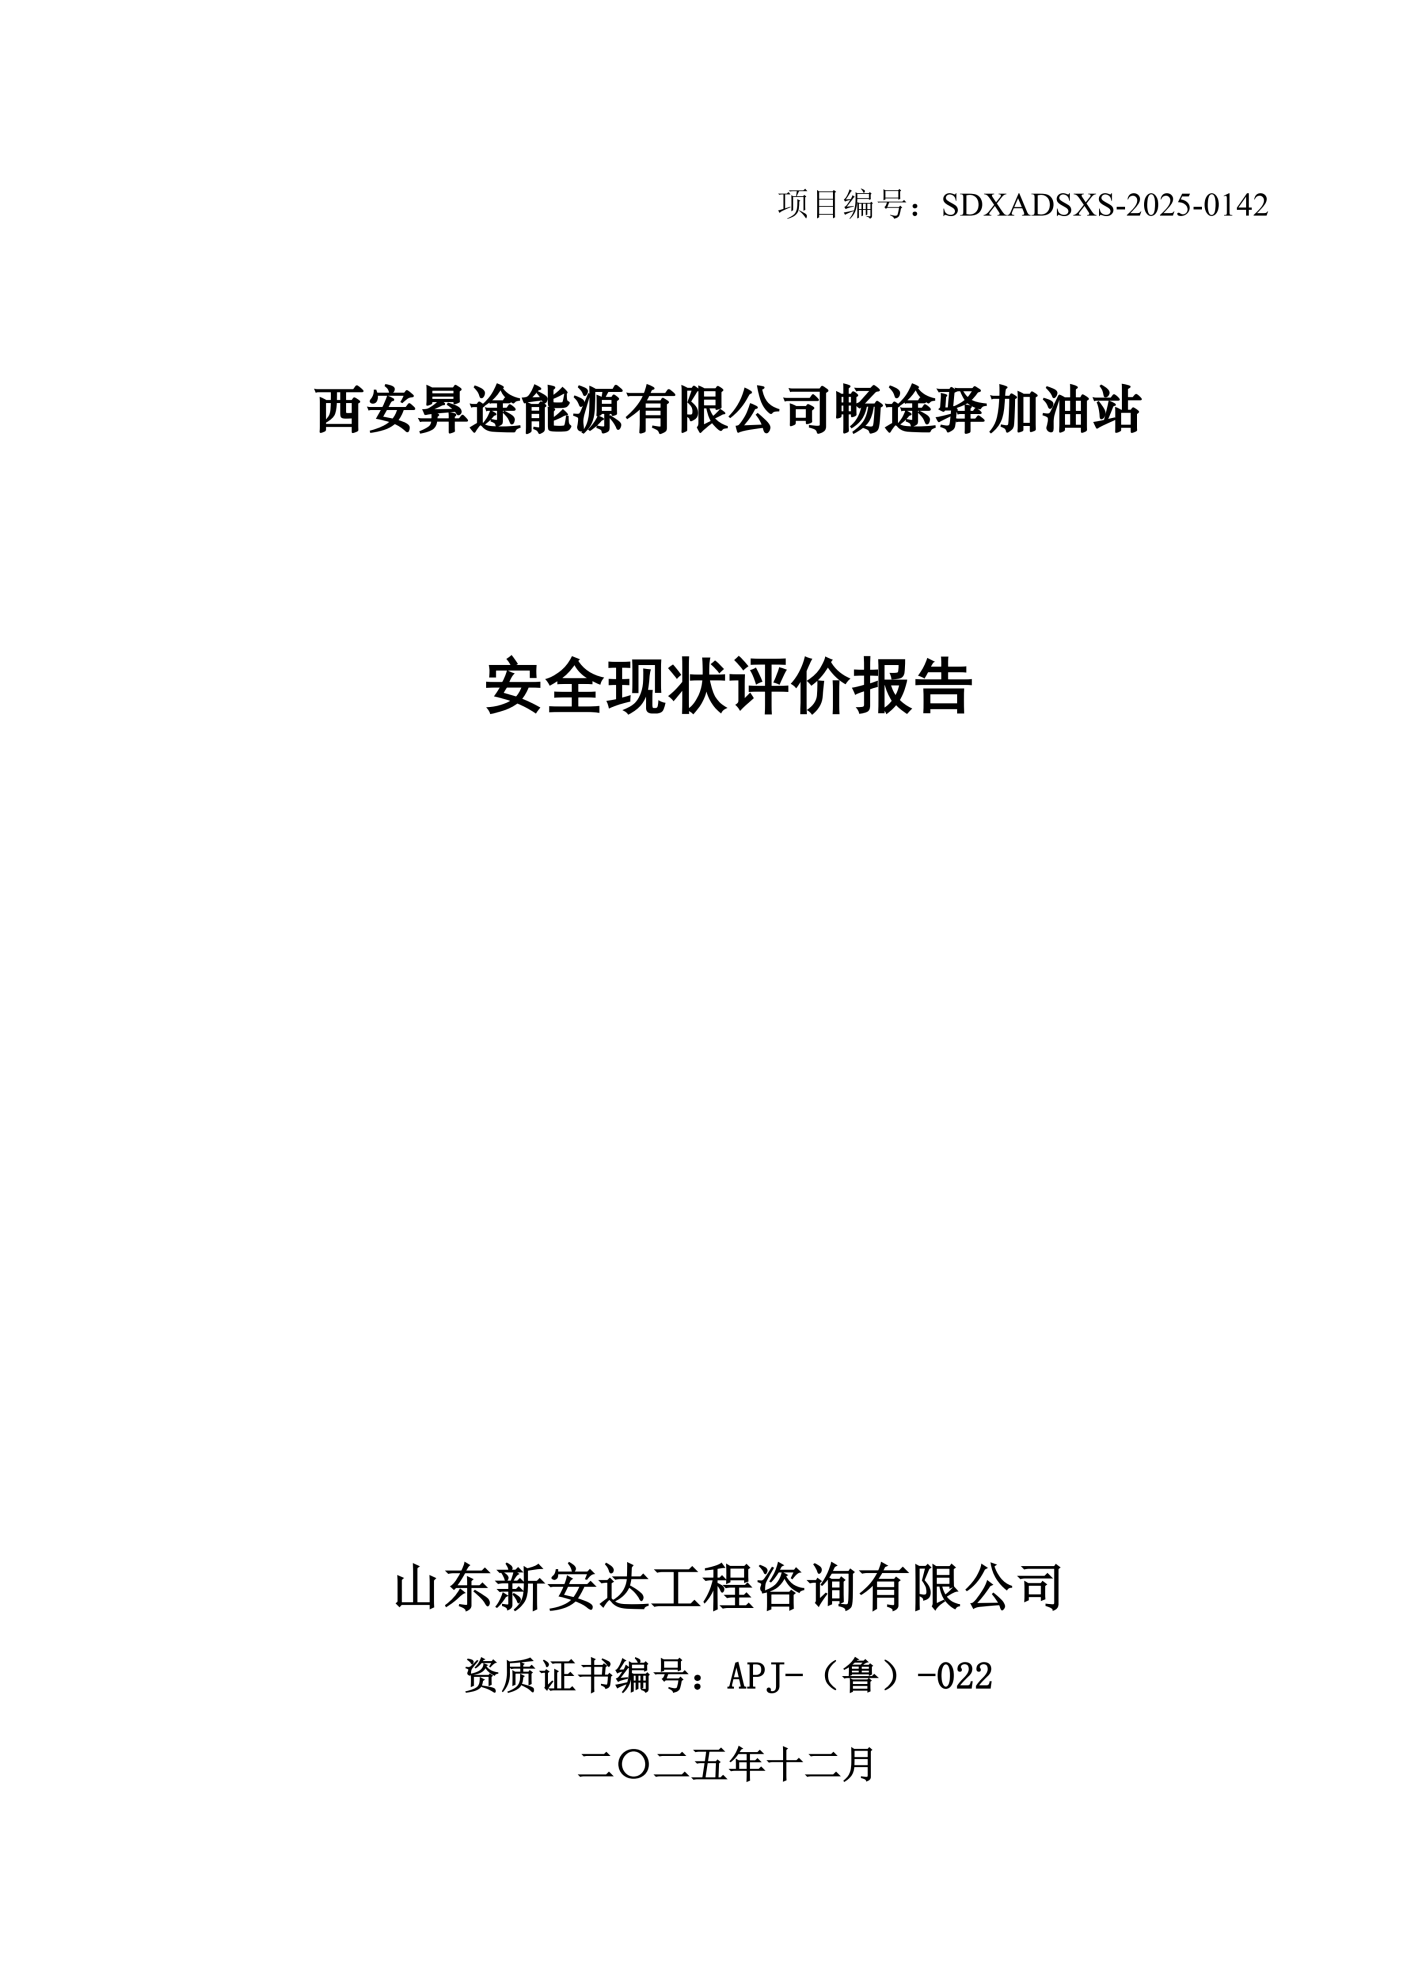 项目编号：SDXADSXS-2025-0142
西安昇途能源有限公司畅途驿加油站
安全现状评价报告
山东新安达工程咨询有限公司
资质证书编号：APJ-（鲁）-022
二〇二五年十二月